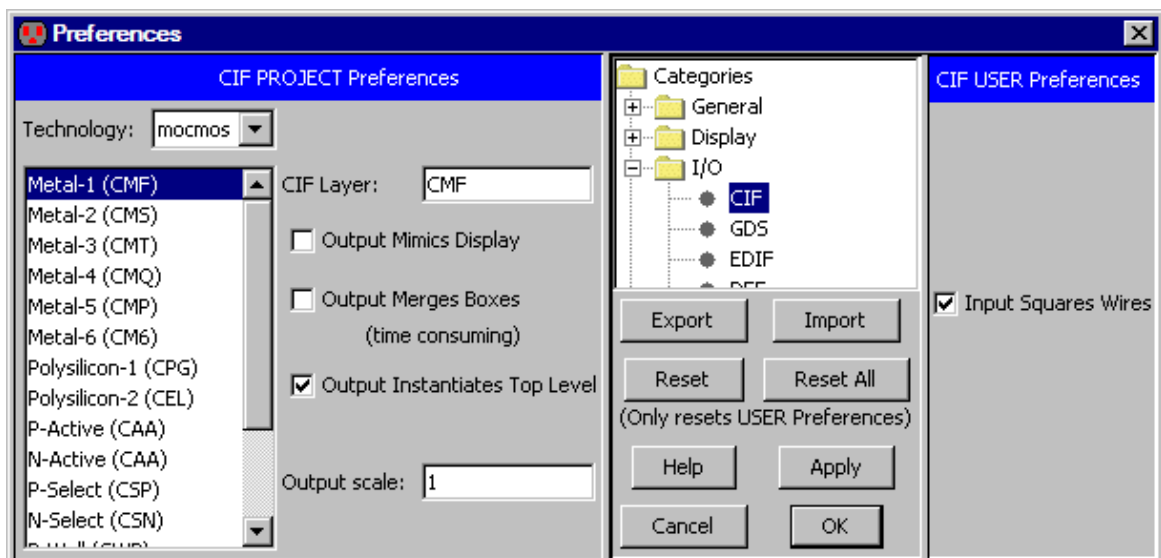 Preferences
CIF PROJECT Preferences
Technology: mocmos
Metal-1 (CMF)
Metal-2 (CMS)
Metal-3 (CMT)
Metal-4 (CMQ)
Metal-5 (CMP)
Metal-6 (CM6)
Polysilicon-1 (CPG)
Polysilicon-2 (CEL)
P-Active (CAA)
N-Active (CAA)
P-Select (CSP)
N-Select (CSN)
CIF Layer: CMF
Output Mimics Display
Output Merges Boxes
(time consuming)
Output Instantiates Top Level
Output scale: 1
Categories
General
Display
I/O
CIF
GDS
EDIF
Export Import
Reset Reset All
(Only resets USER Preferences)
Help Apply
Cancel OK
CIF USER Preferences
Input Squares Wires